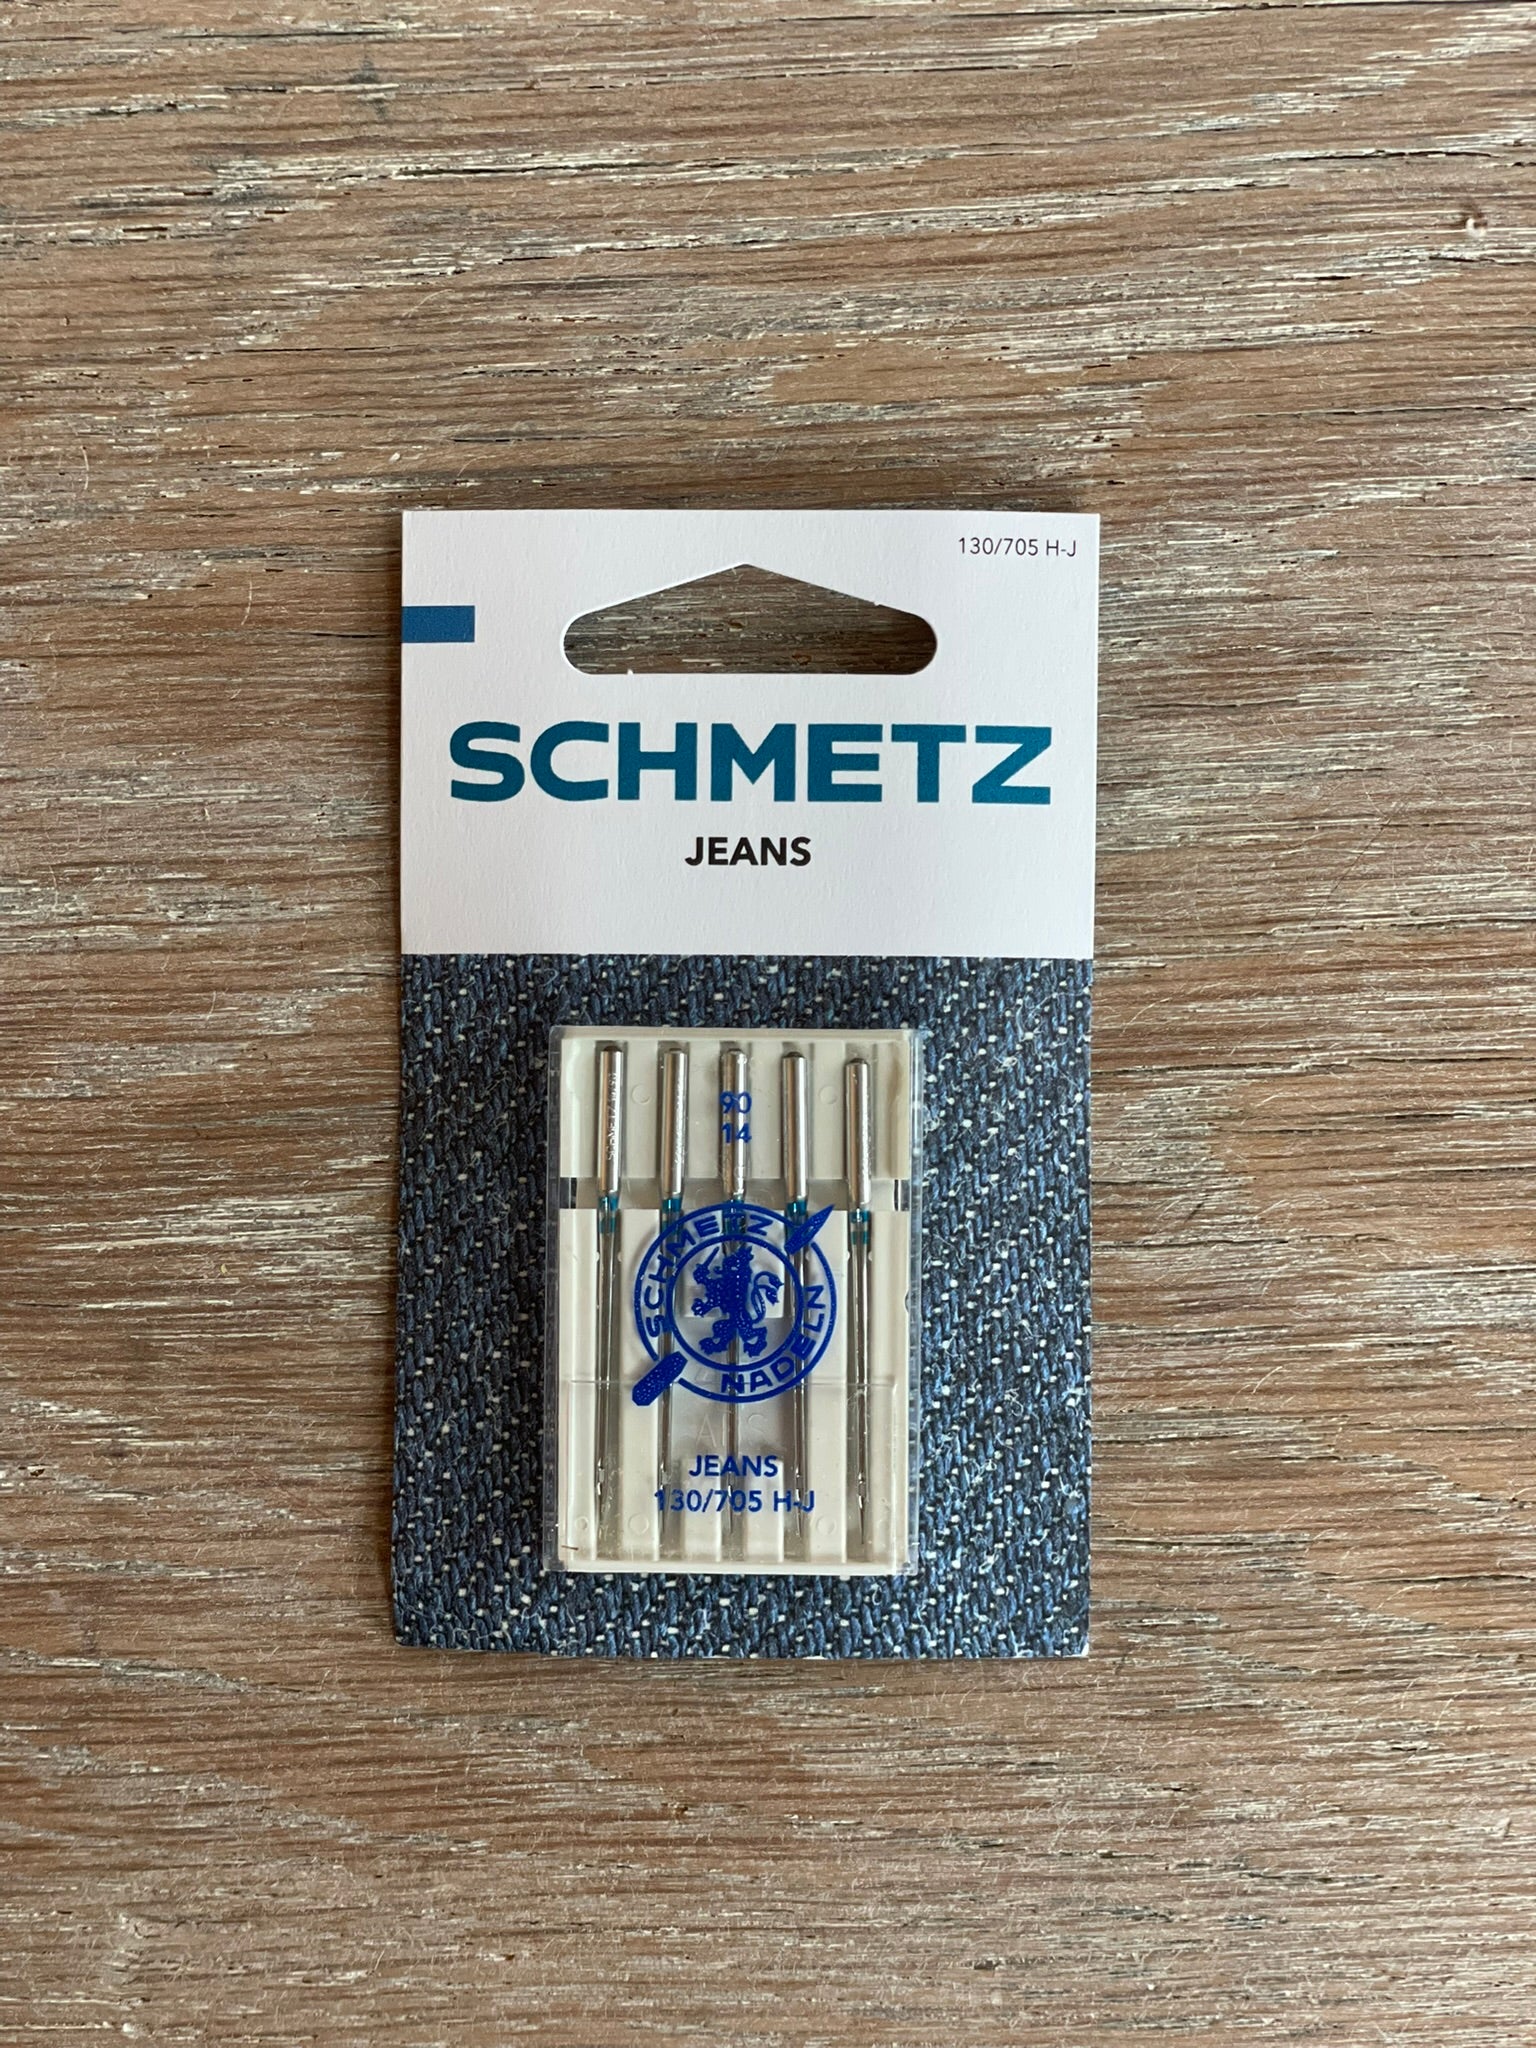 130/705 H-J
SCHMETZ
JEANS
90
14
SCHMETZ
NADELN
JEANS
130/705 H-J